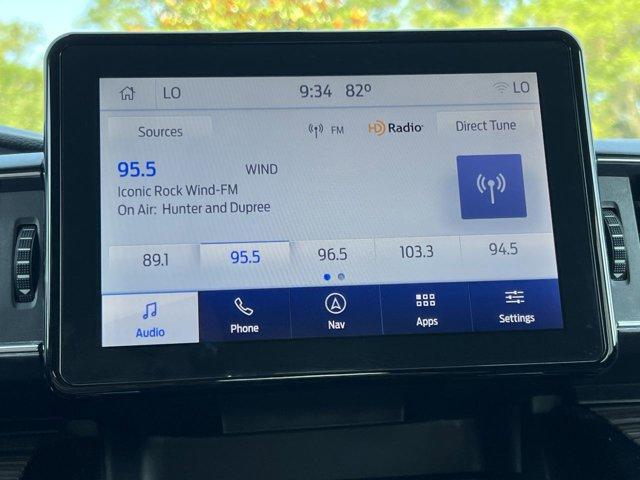 LO 9:34 82º LO
Sources FM HD Radio Direct Tune
95.5 WIND
Iconic Rock Wind-FM
On Air: Hunter and Dupree
89.1 95.5 96.5 103.3 94.5
Audio Phone Nav Apps Settings